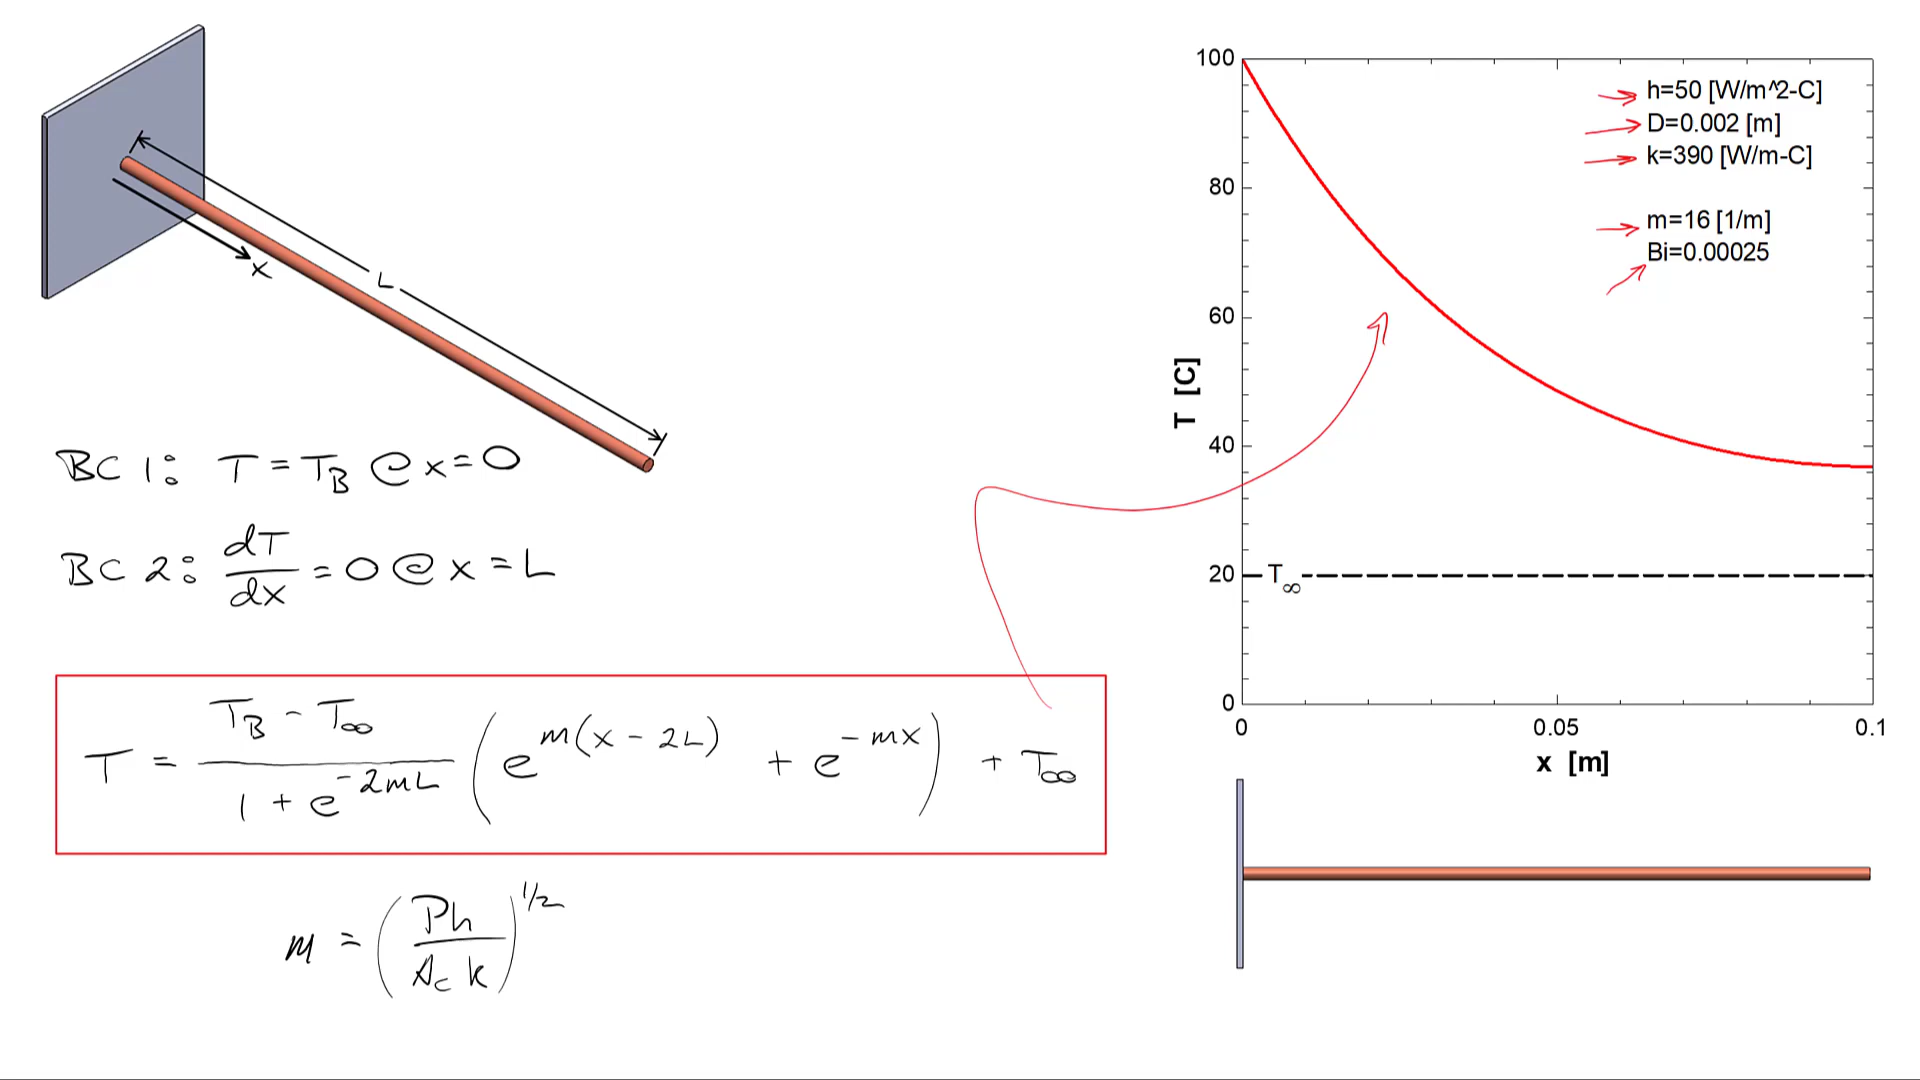 x
L
BC 1: T = T_B @ x = 0
BC 2: dT/dx = 0 @ x = L
T = (T_B - T_∞)/(1 + e^(-2mL)) (e^(m(x - 2L)) + e^(-mx)) + T_∞
m = (Ph/(A_c k))^(1/2)
100
80
60
40
20
0
T [C]
h=50 [W/m^2-C]
D=0.002 [m]
k=390 [W/m-C]
m=16 [1/m]
Bi=0.00025
T∞
0 0.05 0.1
x [m]